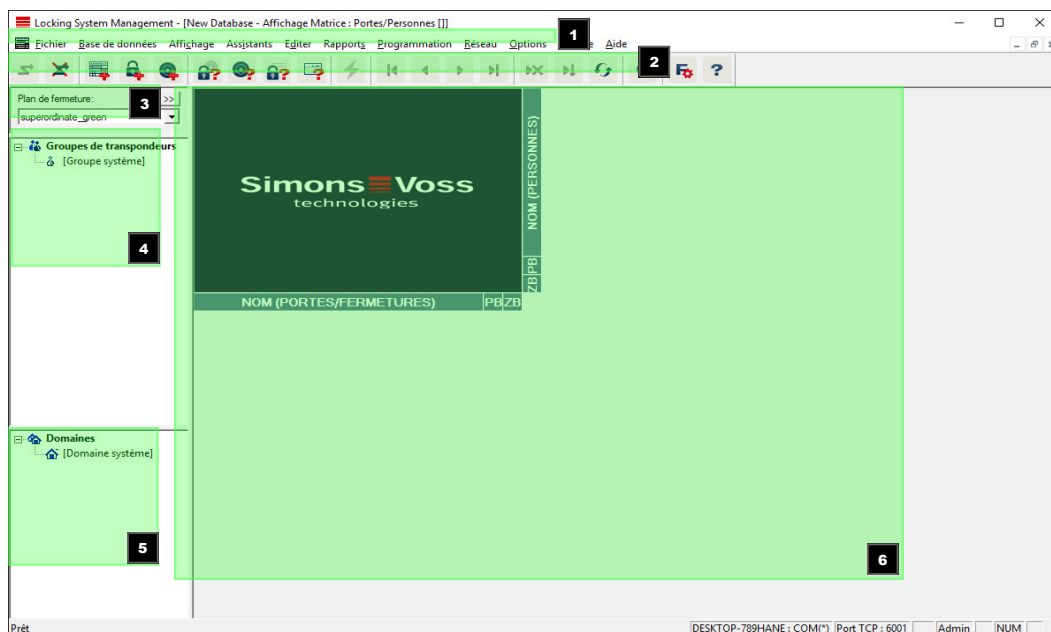 Locking System Management - [New Database - Affichage Matrice : Portes/Personnes []]
Fichier Base de données Affichage Assistants Editer Rapports Programmation Réseau Options Aide
1
2
Plan de fermeture: >>
3
superordinate_green
Groupes de transpondeurs
[Groupe système]
4
Simons Voss
technologies
NOM (PERSONNES)
PB
ZB
NOM (PORTES/FERMETURES) PB ZB
Domaines
[Domaine système]
5
6
Prêt DESKTOP-789HANE : COM(*) Port TCP : 6001 Admin NUM